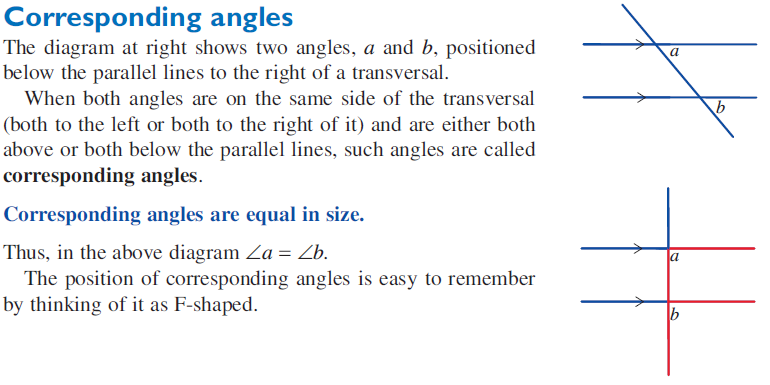 Corresponding angles
The diagram at right shows two angles, a and b, positioned
below the parallel lines to the right of a transversal.
When both angles are on the same side of the transversal
(both to the left or both to the right of it) and are either both
above or both below the parallel lines, such angles are called
corresponding angles.
Corresponding angles are equal in size.
Thus, in the above diagram ∠a = ∠b.
The position of corresponding angles is easy to remember
by thinking of it as F-shaped.
a
b
a
b